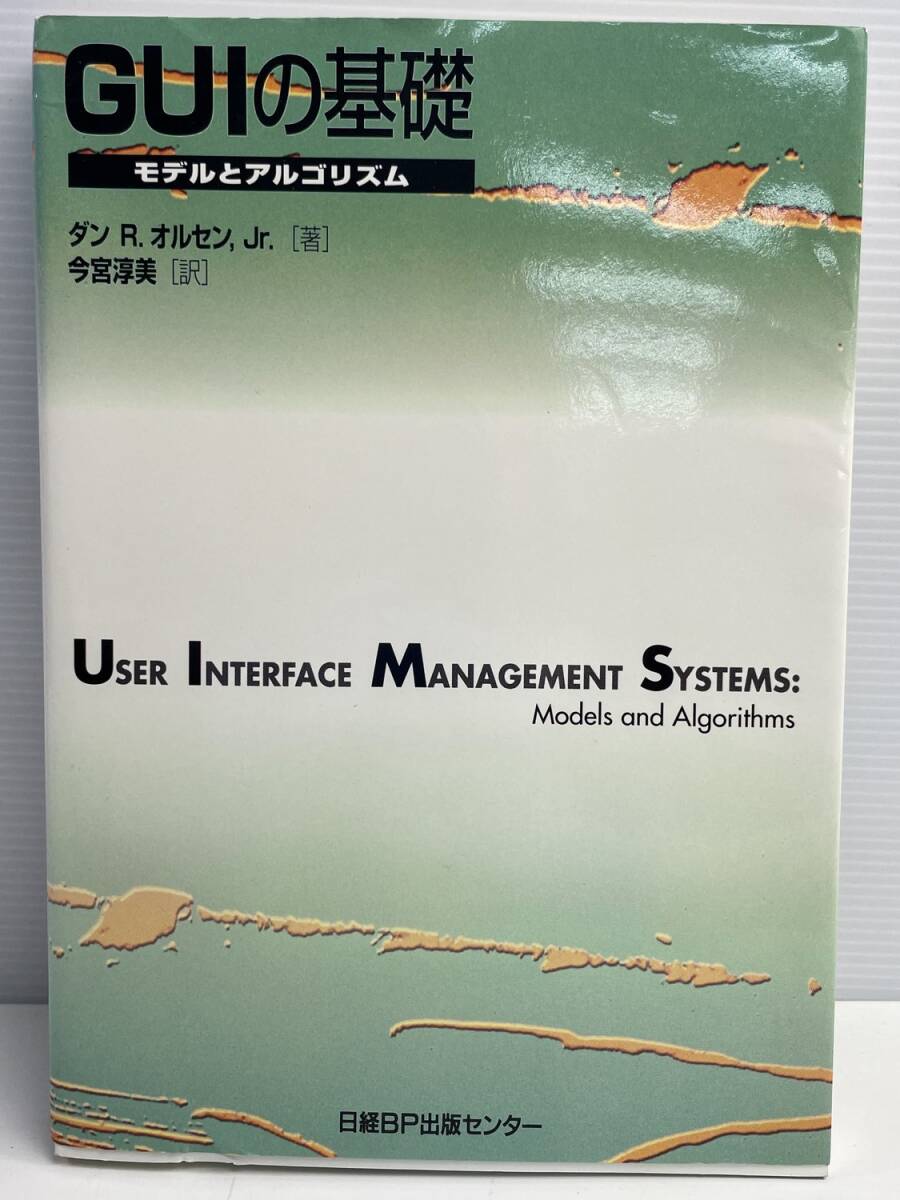 GUIの基礎
モデルとアルゴリズム
ダン R. オルセン, Jr. [著]
今宮淳美 [訳]
USER INTERFACE MANAGEMENT SYSTEMS:
Models and Algorithms
日経BP出版センター